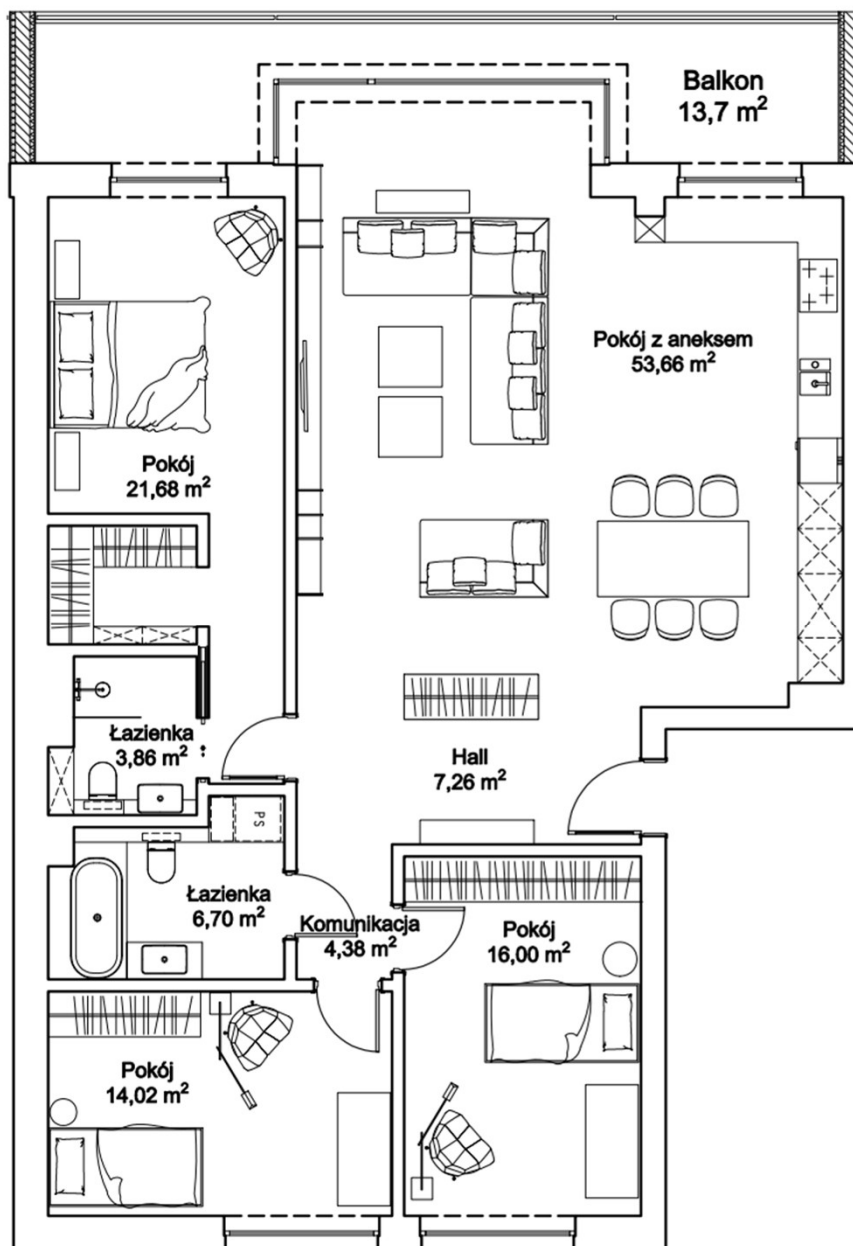 Balkon
13,7 m²
Pokój z aneksem
53,66 m²
Pokój
21,68 m²
Łazienka
3,86 m²
Hall
7,26 m²
PS
Łazienka
6,70 m²
Komunikacja
4,38 m²
Pokój
16,00 m²
Pokój
14,02 m²